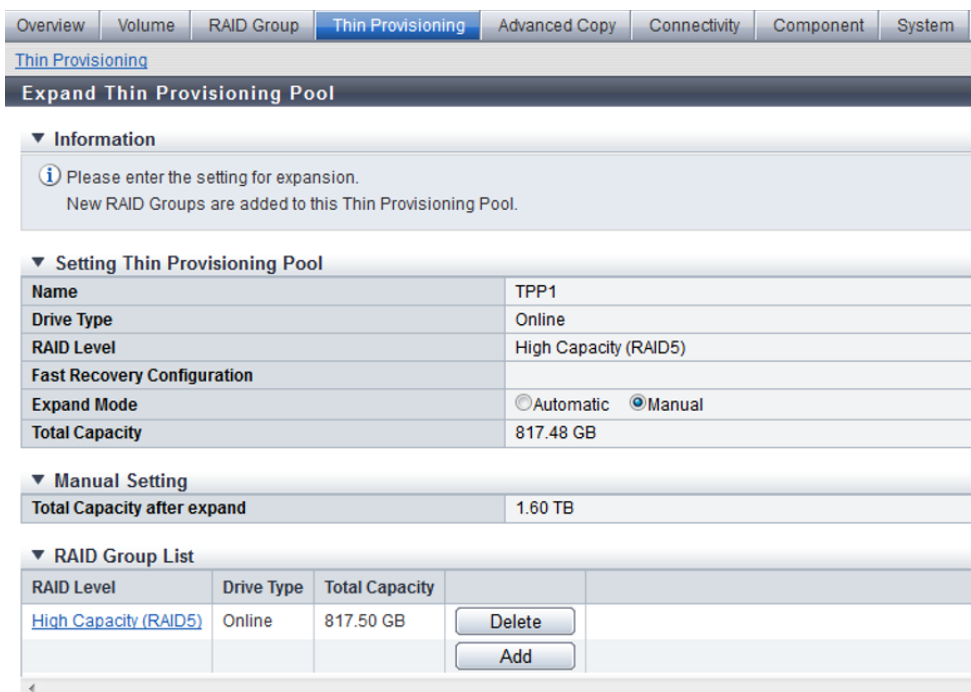 Overview Volume RAID Group Thin Provisioning Advanced Copy Connectivity Component System
Thin Provisioning
Expand Thin Provisioning Pool
Information
Please enter the setting for expansion.
New RAID Groups are added to this Thin Provisioning Pool.
Setting Thin Provisioning Pool
Name TPP1
Drive Type Online
RAID Level High Capacity (RAID5)
Fast Recovery Configuration
Expand Mode Automatic Manual
Total Capacity 817.48 GB
Manual Setting
Total Capacity after expand 1.60 TB
RAID Group List
RAID Level Drive Type Total Capacity
High Capacity (RAID5) Online 817.50 GB Delete
Add